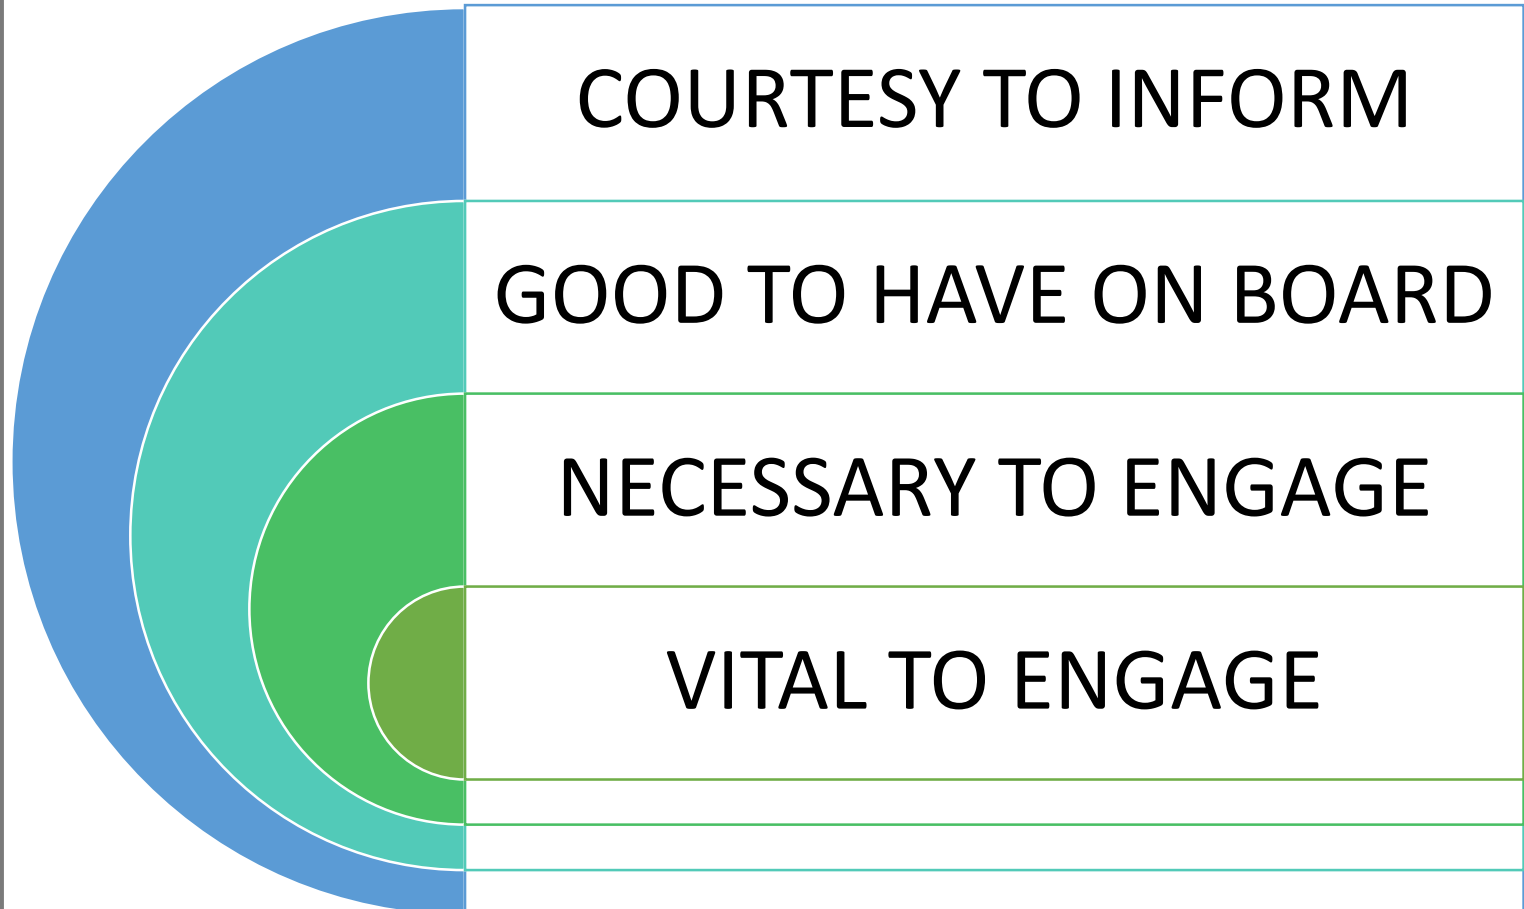 COURTESY TO INFORM
GOOD TO HAVE ON BOARD
NECESSARY TO ENGAGE
VITAL TO ENGAGE